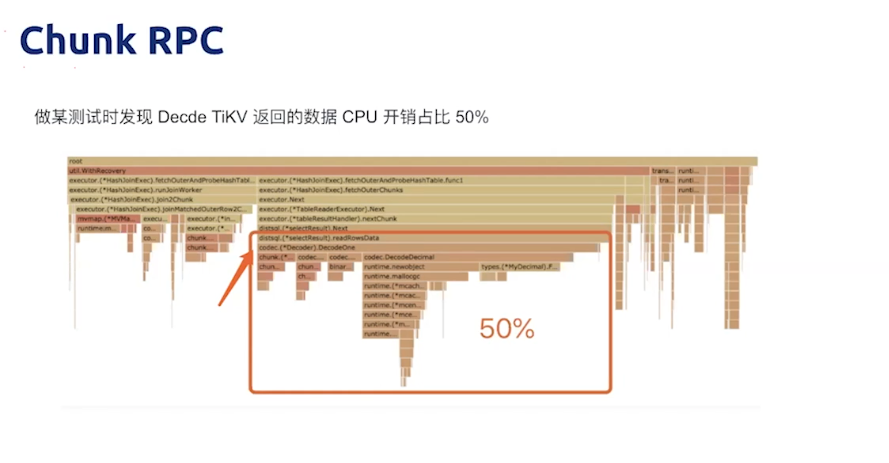 Chunk RPC
做某测试时发现 Decde TiKV 返回的数据 CPU 开销占比 50%
root
util.WithRecovery trans... runti...
executor.(*HashJoinExec).fetchOuterAndProbeHashTabl... executor.(*HashJoinExec).fetchOuterAndProbeHashTable.func1 tra... runti...
executor.(*HashJoinExec).runJoinWorker executor.(*HashJoinExec).fetchOuterChunks runti...
executor.(*HashJoinExec).join2Chunk executor.Next
executor.(*HashJoinExec).joinMatchedOuterRow2C... executor.(*TableReaderExecutor).Next
mvmap.(*MVMa... execu... executor.(*in... executor.(*tableResultHandler).nextChunk
runtime.m... co... executor.(*... distsql.(*selectResult).Next
co... chunk... distsql.(*selectResult).readRowsData
chunk... codec.(*Decoder).DecodeOne
chunk.(*... codec... codec... codec.DecodeDecimal
chun... chun... binar... runtime.newobject types.(*MyDecimal).F...
ch... runtime.mallocgc
runtime.(*mcach...
runtime.(*mcac...
runtime.(*mcen...
runtime.(*mce...
runtime.(*m...
runtime....
50%